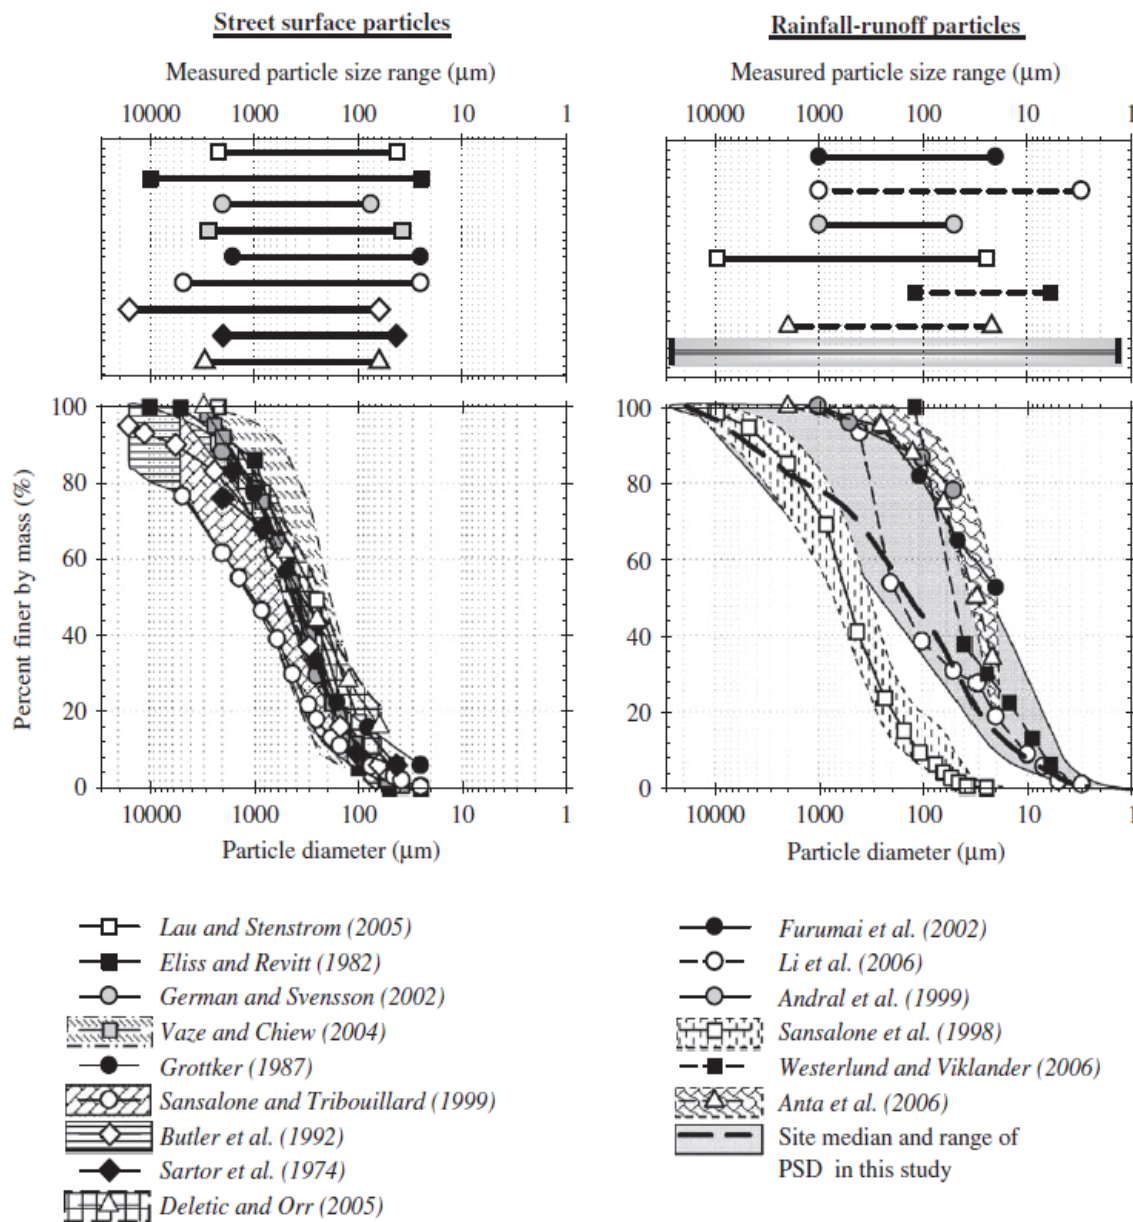 Street surface particles
Measured particle size range (μm)
10000 1000 100 10 1
100
80
60
40
20
0
Percent finer by mass (%)
10000 1000 100 10 1
Particle diameter (μm)
Rainfall-runoff particles
Measured particle size range (μm)
10000 1000 100 10 1
100
80
60
40
20
0
10000 1000 100 10 1
Particle diameter (μm)
Lau and Stenstrom (2005)
Eliss and Revitt (1982)
German and Svensson (2002)
Vaze and Chiew (2004)
Grottker (1987)
Sansalone and Tribouillard (1999)
Butler et al. (1992)
Sartor et al. (1974)
Deletic and Orr (2005)
Furumai et al. (2002)
Li et al. (2006)
Andral et al. (1999)
Sansalone et al. (1998)
Westerlund and Viklander (2006)
Anta et al. (2006)
Site median and range of
PSD in this study